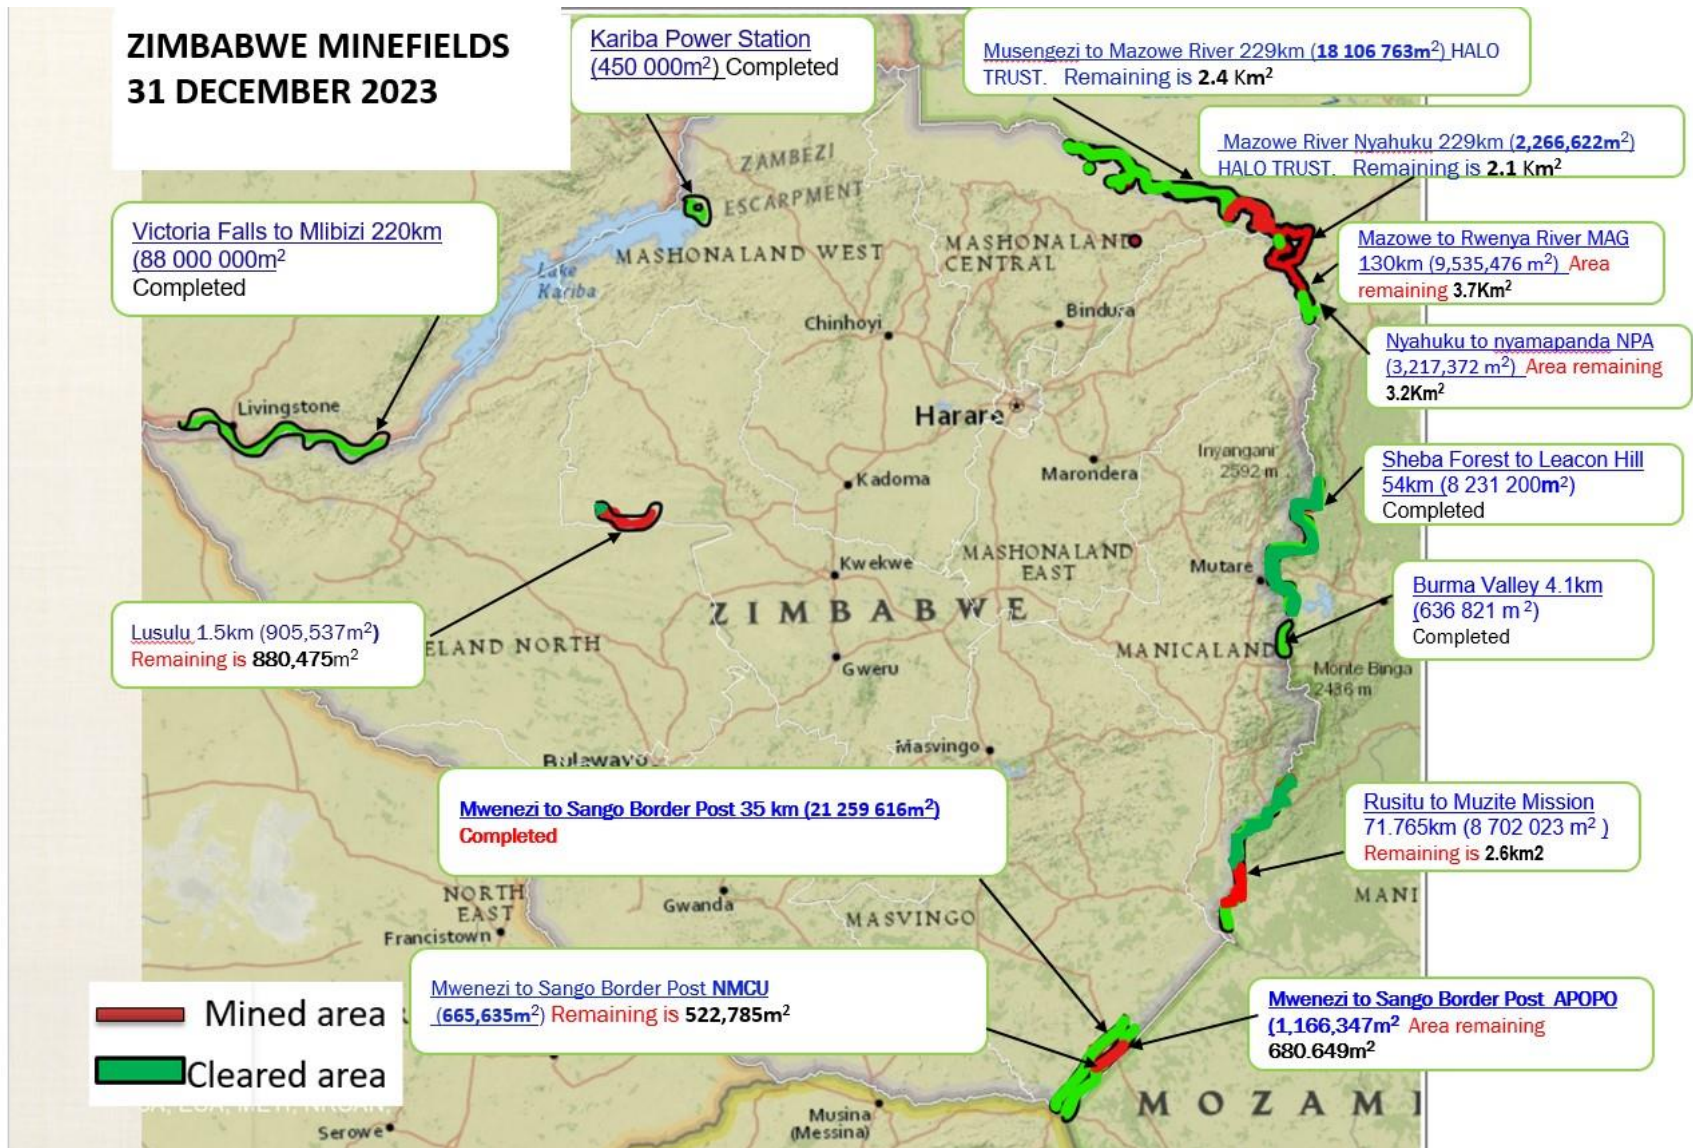 ZIMBABWE MINEFIELDS
31 DECEMBER 2023
Kariba Power Station
(450 000m²) Completed
Musengezi to Mazowe River 229km (18 106 763m²) HALO
TRUST. Remaining is 2.4 Km²
Mazowe River Nyahuku 229km (2,266,622m²)
HALO TRUST. Remaining is 2.1 Km²
Victoria Falls to Mlibizi 220km
(88 000 000m²
Completed
Mazowe to Rwenya River MAG
130km (9,535,476 m²) Area
remaining 3.7Km²
Nyahuku to nyamapanda NPA
(3,217,372 m²) Area remaining
3.2Km²
Sheba Forest to Leacon Hill
54km (8 231 200m²)
Completed
Burma Valley 4.1km
(636 821 m²)
Completed
Lusulu 1.5km (905,537m²)
Remaining is 880,475m²
Mwenezi to Sango Border Post 35 km (21 259 616m²)
Completed
Rusitu to Muzite Mission
71.765km (8 702 023 m² )
Remaining is 2.6km2
Mwenezi to Sango Border Post NMCU
(665,635m²) Remaining is 522,785m²
Mwenezi to Sango Border Post APOPO
(1,166,347m² Area remaining
680.649m²
Mined area
Cleared area
ZAMBEZI
ESCARPMENT
MASHONALAND WEST
MASHONALAND
CENTRAL
Lake
Kariba
Chinhoyi
Bindura
Livingstone
Harare
Inyangani
2592 m
Kadoma
Marondera
Kwekwe
MASHONALAND
EAST
Mutare
ZIMBABWE
ELAND NORTH
Gweru
MANICALAND
Monte Binga
2436 m
Masvingo
Bulawayo
NORTH
EAST
Gwanda
MASVINGO
MANI
Francistown
MOZAM
Musina
(Messina)
Serowe